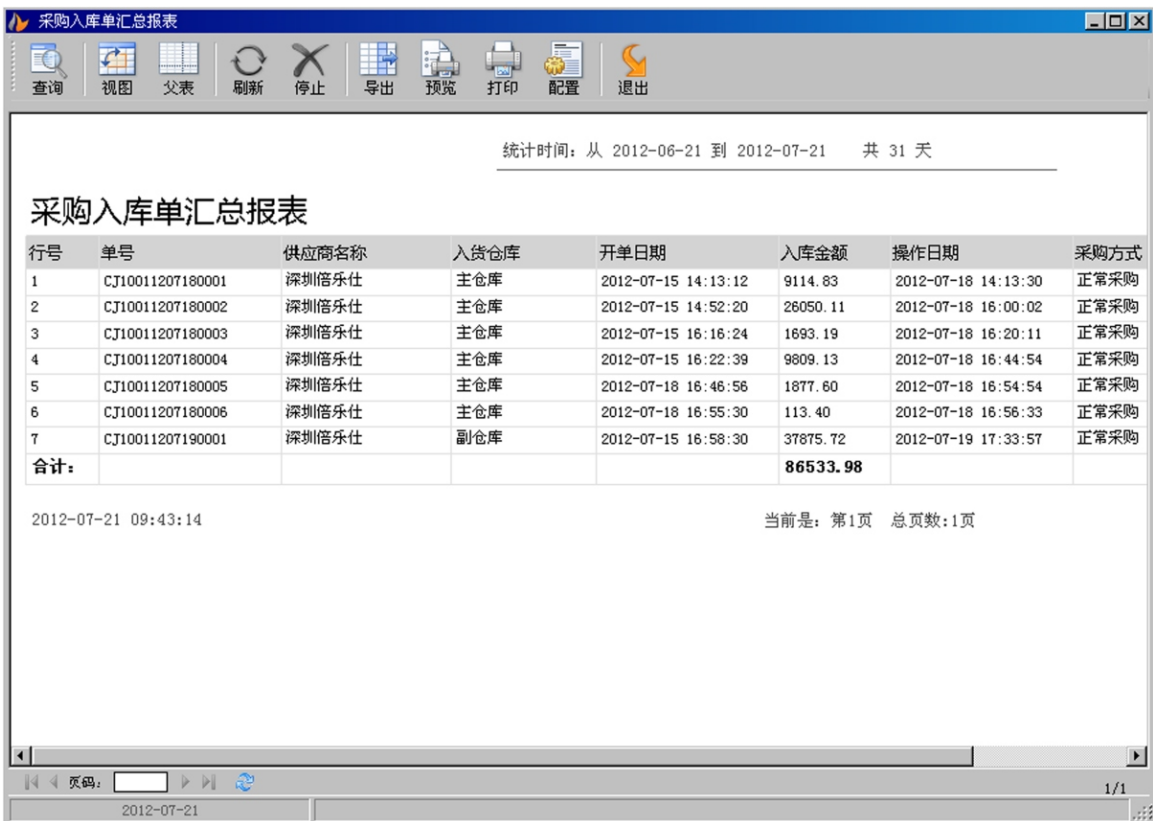 采购入库单汇总报表
查询 视图 父表 刷新 停止 导出 预览 打印 配置 退出
统计时间: 从 2012-06-21 到 2012-07-21 共 31 天
采购入库单汇总报表
行号 单号 供应商名称 入货仓库 开单日期 入库金额 操作日期 采购方式
1 CJ10011207180001 深圳倍乐仕 主仓库 2012-07-15 14:13:12 9114.83 2012-07-18 14:13:30 正常采购
2 CJ10011207180002 深圳倍乐仕 主仓库 2012-07-15 14:52:20 26050.11 2012-07-18 16:00:02 正常采购
3 CJ10011207180003 深圳倍乐仕 主仓库 2012-07-15 16:16:24 1693.19 2012-07-18 16:20:11 正常采购
4 CJ10011207180004 深圳倍乐仕 主仓库 2012-07-15 16:22:39 9809.13 2012-07-18 16:44:54 正常采购
5 CJ10011207180005 深圳倍乐仕 主仓库 2012-07-18 16:46:56 1877.60 2012-07-18 16:54:54 正常采购
6 CJ10011207180006 深圳倍乐仕 主仓库 2012-07-18 16:55:30 113.40 2012-07-18 16:56:33 正常采购
7 CJ10011207190001 深圳倍乐仕 副仓库 2012-07-15 16:58:30 37875.72 2012-07-19 17:33:57 正常采购
合计: 86533.98
2012-07-21 09:43:14 当前是: 第1页 总页数:1页
页码: 1/1
2012-07-21